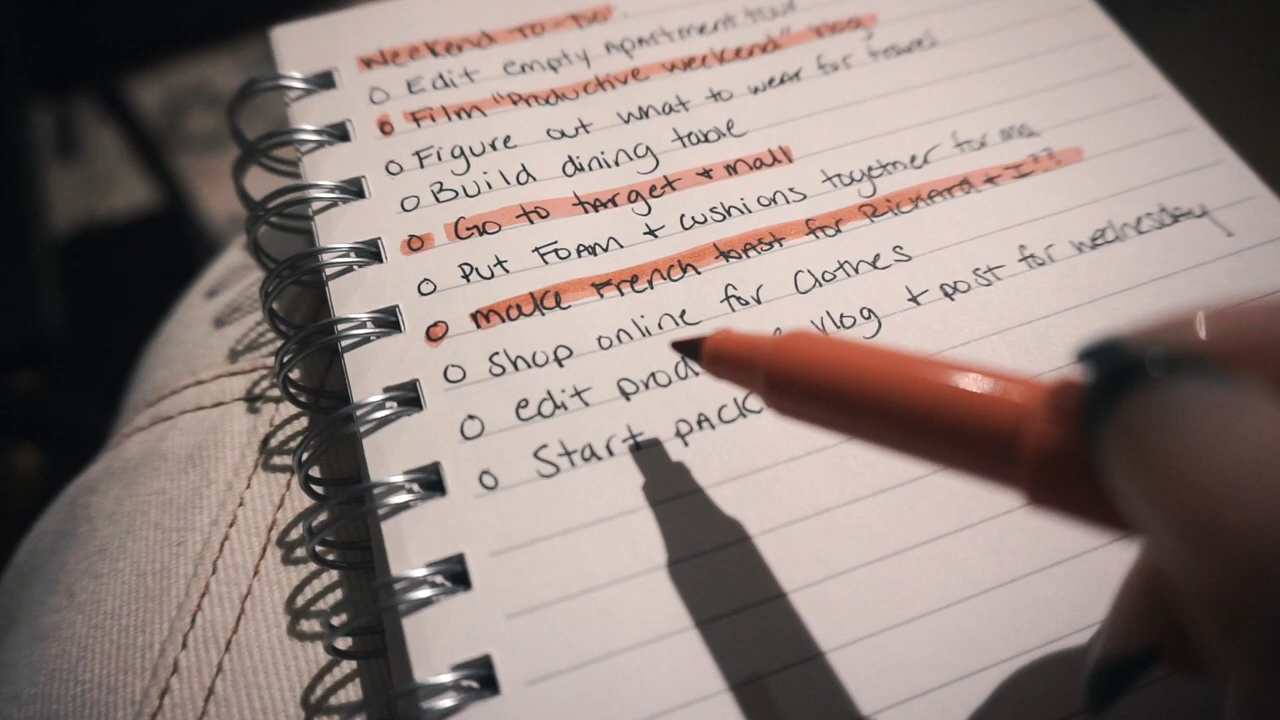 Weekend To-Do:
o Edit empty Apartment tour
o Film "Productive weekend" vlog
o Figure out what to wear for travel
o Build dining table
o Go to target + mall
o Put Foam + cushions together for
o make French toast for Richard + I??
o Shop online for Clothes
o edit vlog + post for wednesday
o Start